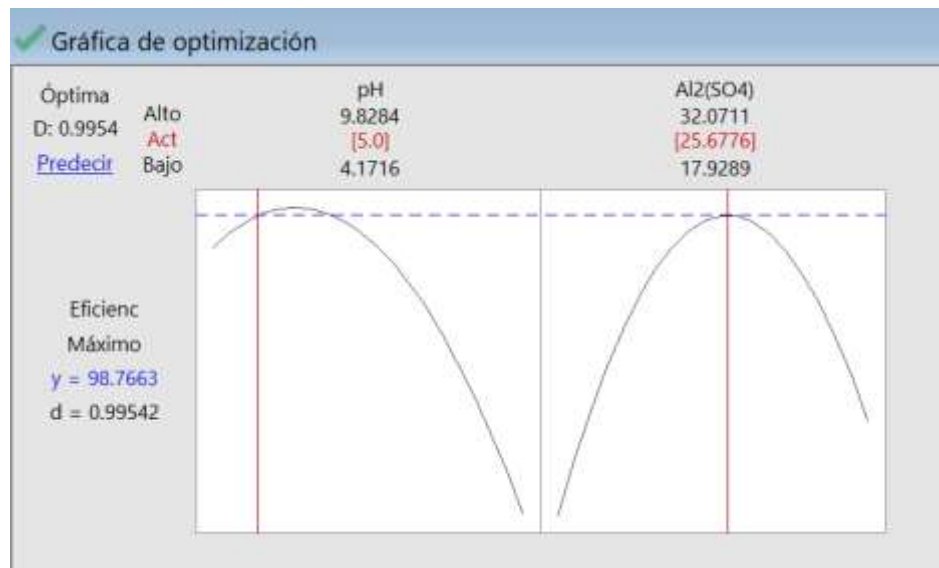 Gráfica de optimización
Óptima
D: 0.9954
Predecir
Alto
Act
Bajo
pH
9.8284
[5.0]
4.1716
Al2(SO4)
32.0711
[25.6776]
17.9289
Eficienc
Máximo
y = 98.7663
d = 0.99542